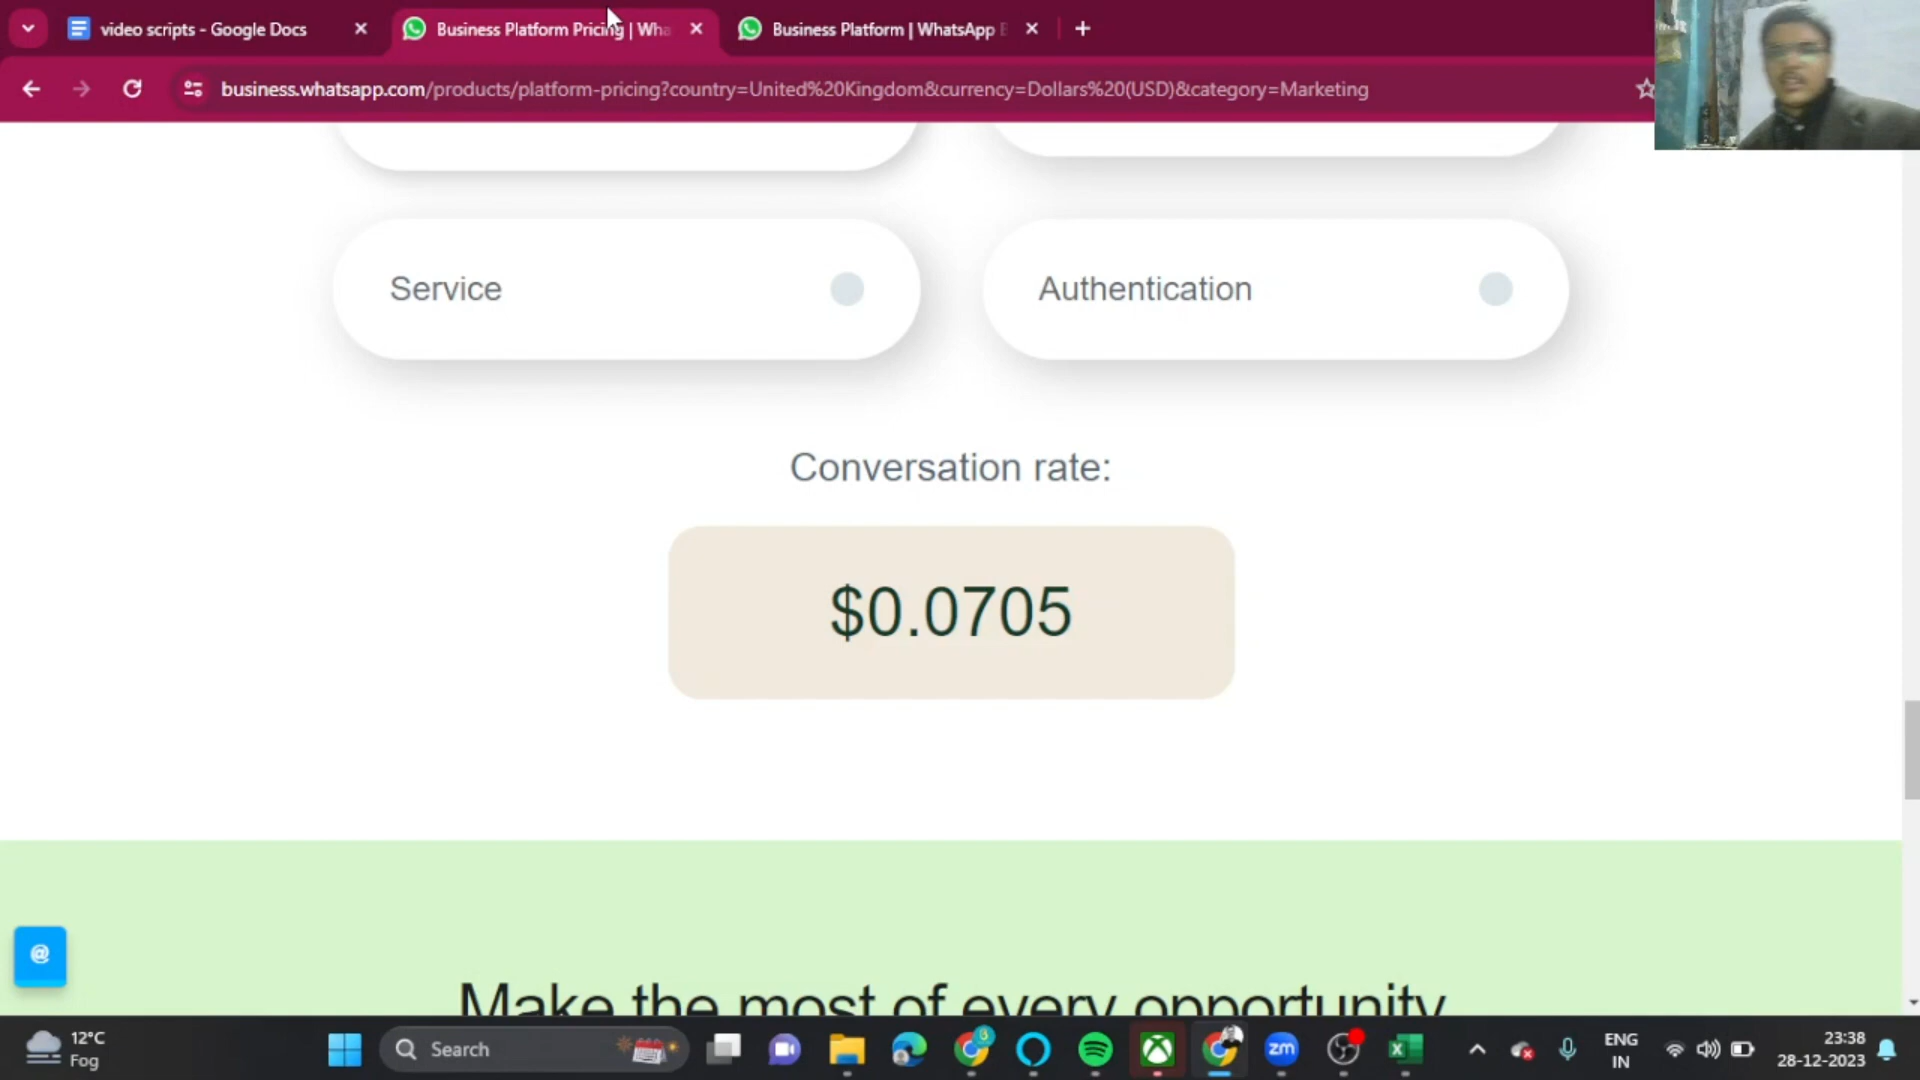 video scripts - Google Docs
Business Platform Pricing | Wha
Business Platform | WhatsApp B
business.whatsapp.com/products/platform-pricing?country=United%20Kingdom&currency=Dollars%20(USD)&category=Marketing
Service
Authentication
Conversation rate:
$0.0705
@
Make the most of every opportunity
12°C
Fog
Search
3
zm
X
ENG
IN
23:38
28-12-2023